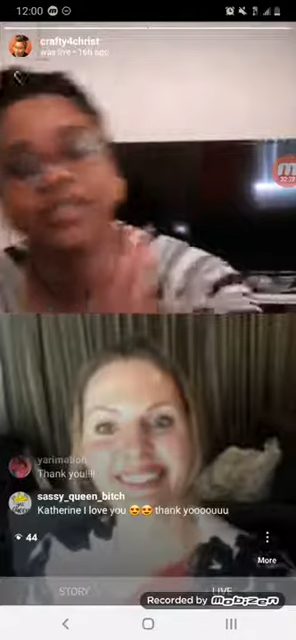 12:00
crafty4christ
was live • 16h ago
yarimation
Thank you!!!
sassy_queen_bitch
Katherine I love you 😍😍 thank yoooouuu
44
More
STORY
LIVE
Recorded by Mobizen